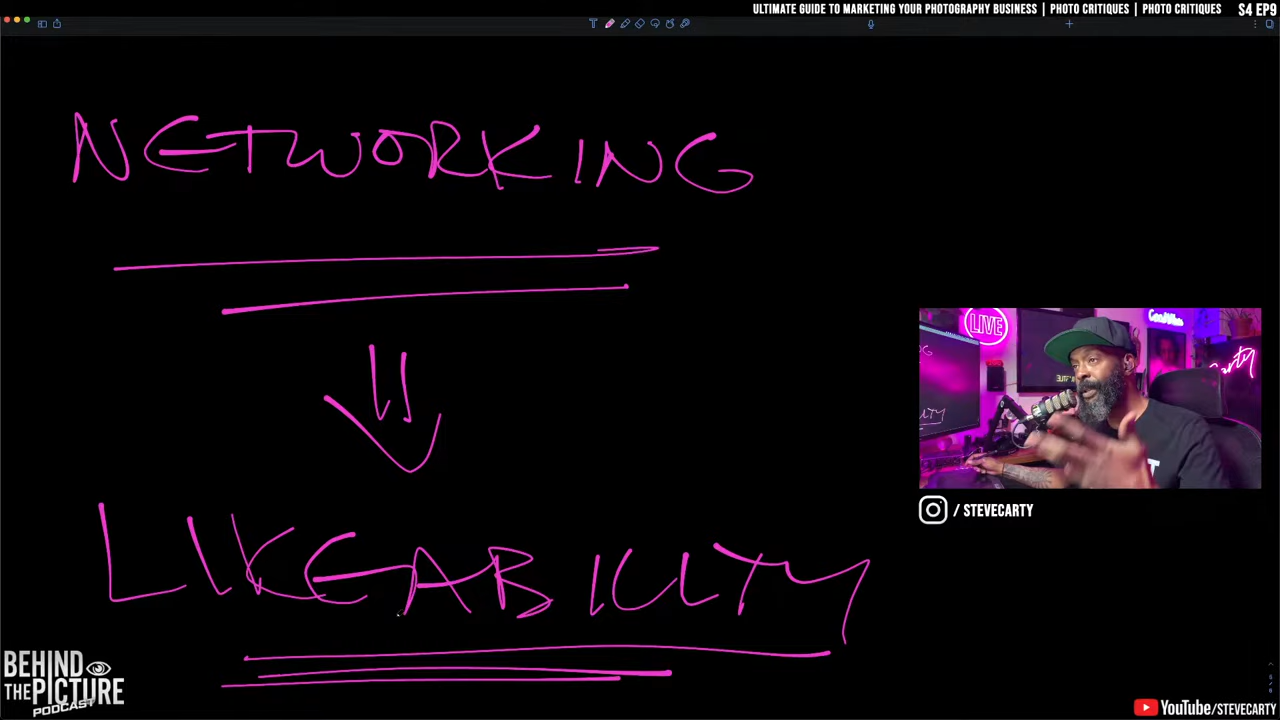 ULTIMATE GUIDE TO MARKETING YOUR PHOTOGRAPHY BUSINESS | PHOTO CRITIQUES | PHOTO CRITIQUES S4 EP9
NETWORKING
LIKEABILITY
LIVE
Carty
/ STEVECARTY
BEHIND
THE PICTURE
PODCAST
YouTube/STEVECARTY